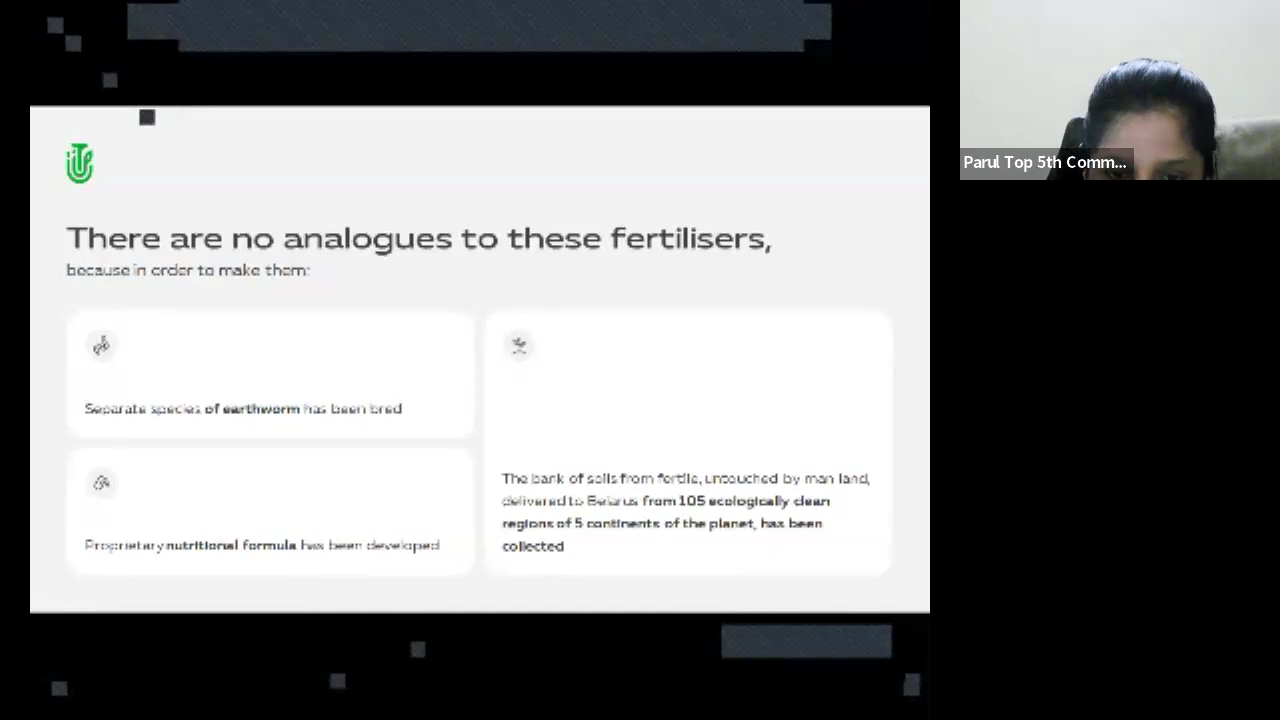 There are no analogues to these fertilisers,
because in order to make them:
Separate species of earthworm has been bred
Proprietary nutritional formula has been developed
The bank of soils from fertile, untouched by man land,
delivered to Belarus from 105 ecologically clean
regions of 5 continents of the planet, has been
collected
Parul Top 5th Comm...